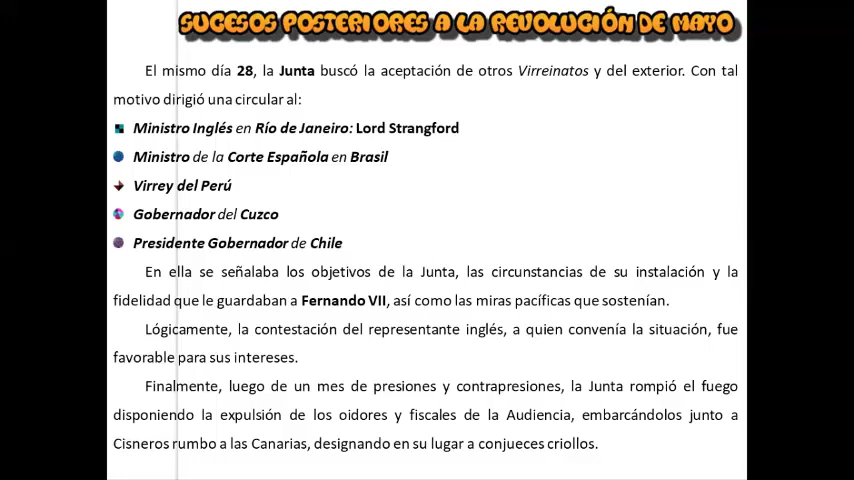 SUCESOS POSTERIORES A LA REVOLUCIÓN DE MAYO
El mismo día 28, la Junta buscó la aceptación de otros Virreinatos y del exterior. Con tal
motivo dirigió una circular al:
Ministro Inglés en Río de Janeiro: Lord Strangford
Ministro de la Corte Española en Brasil
Virrey del Perú
Gobernador del Cuzco
Presidente Gobernador de Chile
En ella se señalaba los objetivos de la Junta, las circunstancias de su instalación y la
fidelidad que le guardaban a Fernando VII, así como las miras pacíficas que sostenían.
Lógicamente, la contestación del representante inglés, a quien convenía la situación, fue
favorable para sus intereses.
Finalmente, luego de un mes de presiones y contrapresiones, la Junta rompió el fuego
disponiendo la expulsión de los oidores y fiscales de la Audiencia, embarcándolos junto a
Cisneros rumbo a las Canarias, designando en su lugar a conjueces criollos.